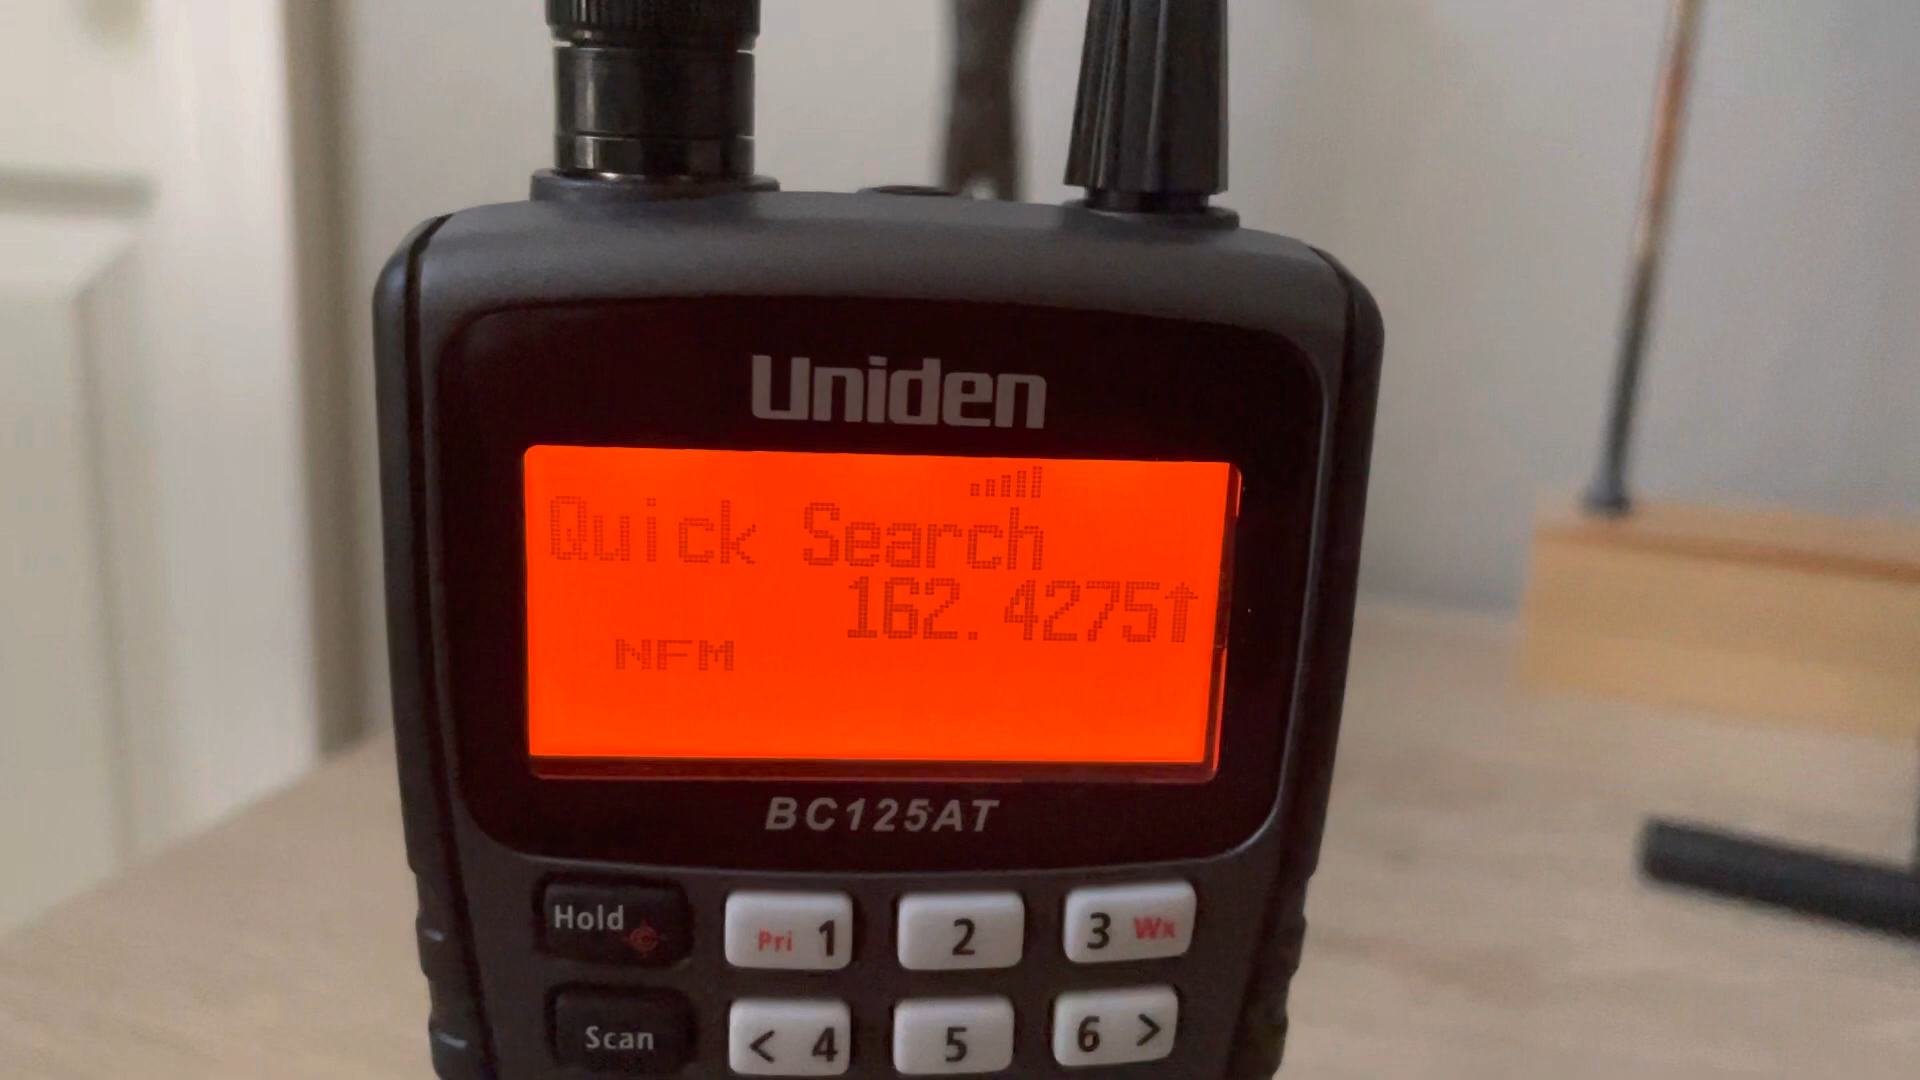 Uniden
Quick Search
162.4275↑
NFM
BC125AT
Hold Pri 1 2 3 Wx
Scan < 4 5 6 >